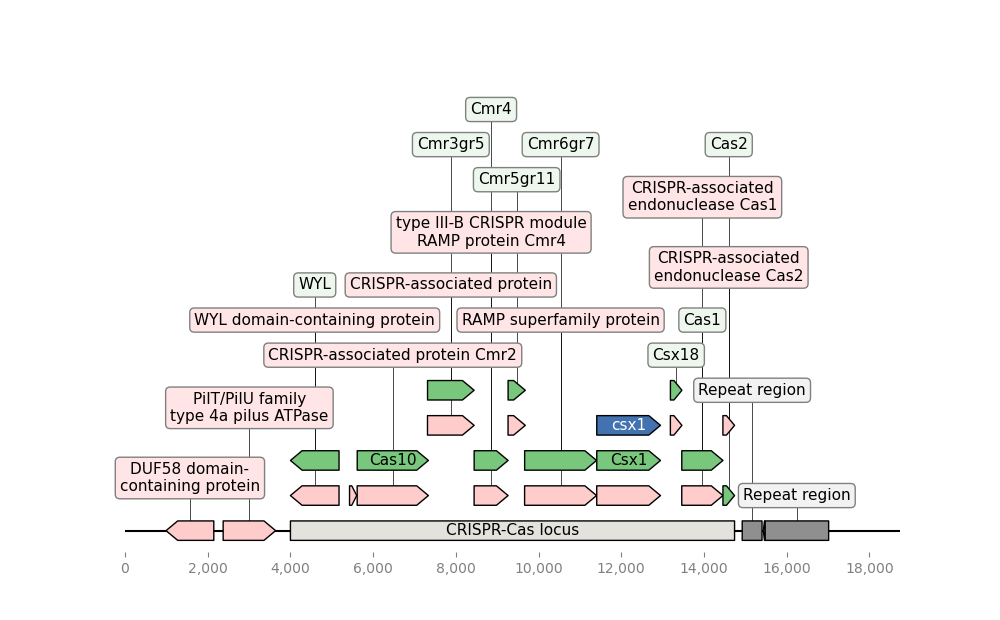 Cmr4
Cmr3gr5
Cmr6gr7
Cas2
Cmr5gr11
CRISPR-associated
endonuclease Cas1
type III-B CRISPR module
RAMP protein Cmr4
CRISPR-associated
endonuclease Cas2
WYL
CRISPR-associated protein
WYL domain-containing protein
RAMP superfamily protein
Cas1
CRISPR-associated protein Cmr2
Csx18
PilT/PilU family
type 4a pilus ATPase
Repeat region
csx1
Cas10
Csx1
DUF58 domain-
containing protein
Repeat region
CRISPR-Cas locus
0 2,000 4,000 6,000 8,000 10,000 12,000 14,000 16,000 18,000